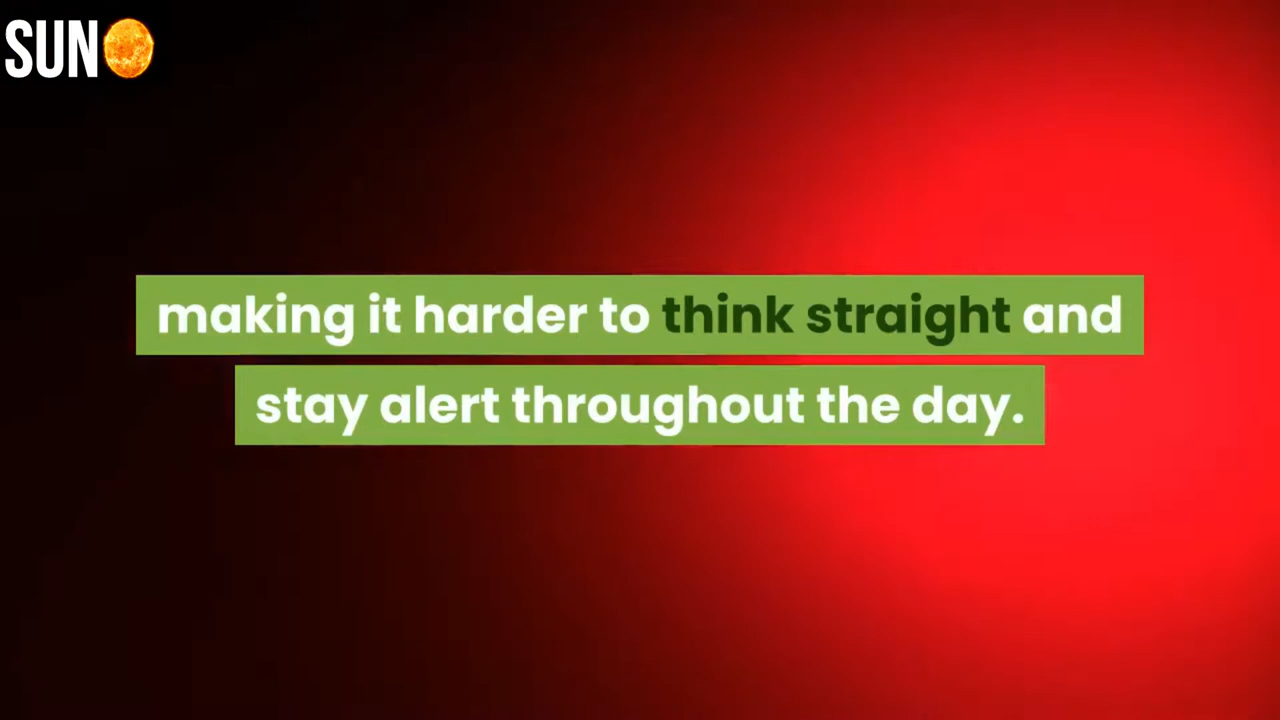 SUN
making it harder to think straight and
stay alert throughout the day.